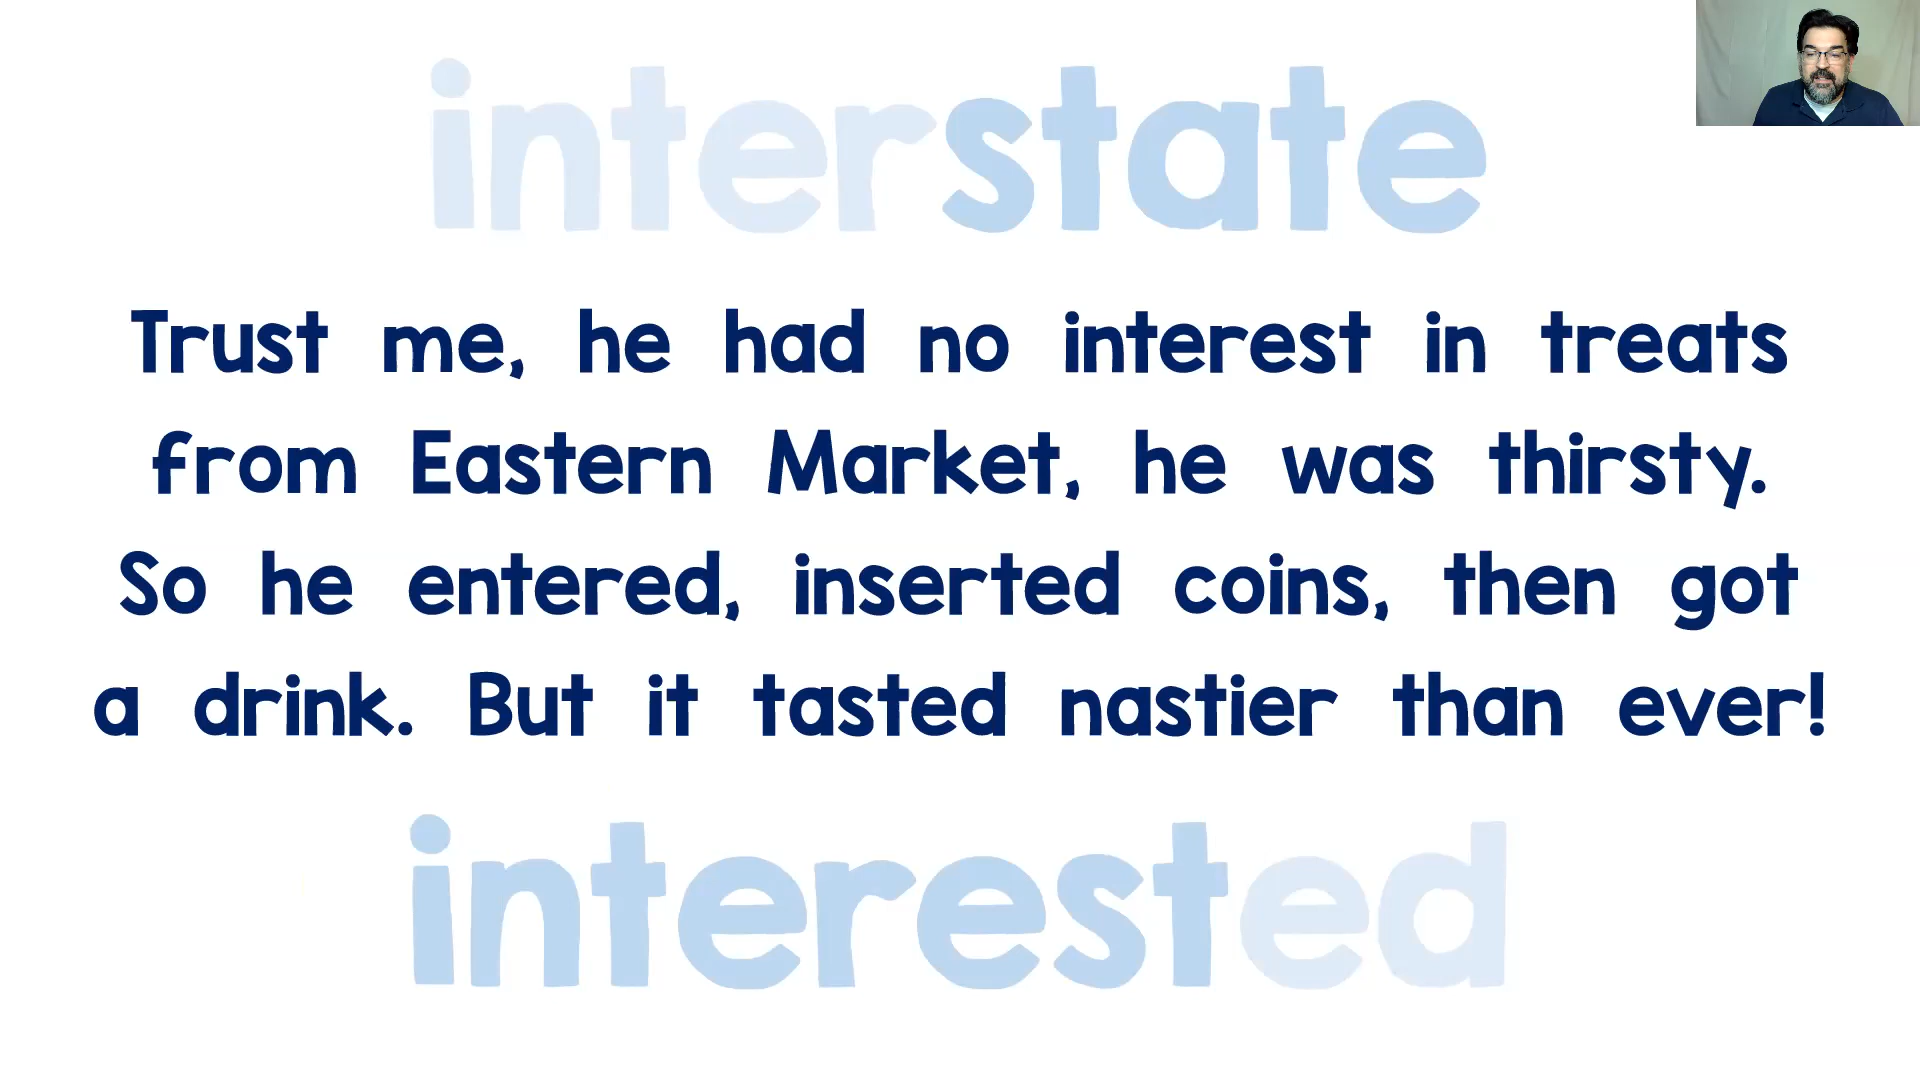 interstate
Trust me, he had no interest in treats
from Eastern Market, he was thirsty.
So he entered, inserted coins, then got
a drink. But it tasted nastier than ever!
interested